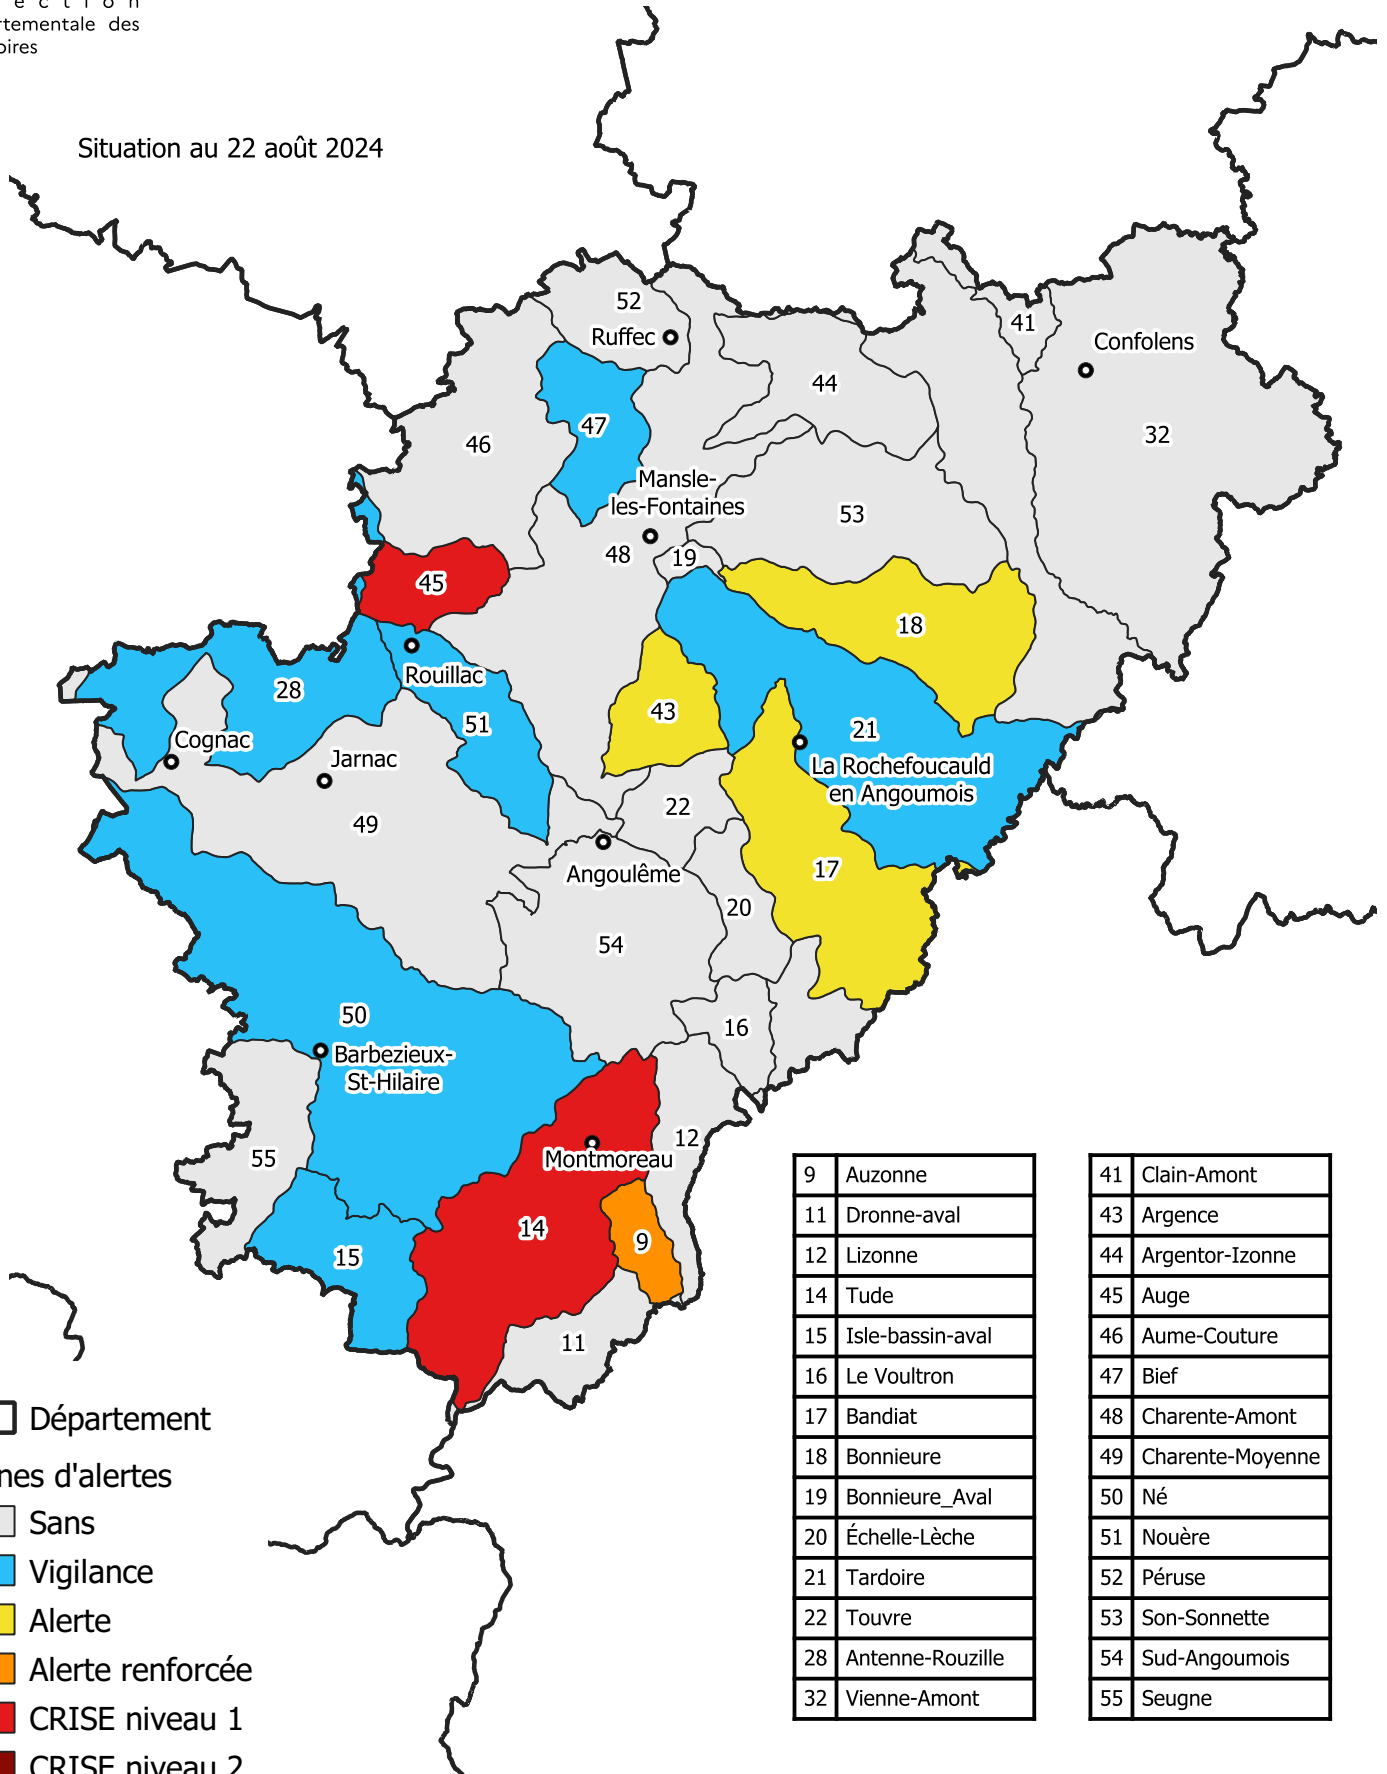 rtementale des
Situation au 22 août 2024
52
Ruffec
41
Confolens
44
47
46
32
Mansle-
les-Fontaines
53
48
19
45
18
Rouillac
28
43
51
21
Cognac
Jarnac
La Rochefoucauld
en Angoumois
22
49
Angoulême
17
20
54
50
16
Barbezieux-
St-Hilaire
12
55
Montmoreau
14
9
15
11
9 Auzonne
11 Dronne-aval
12 Lizonne
14 Tude
15 Isle-bassin-aval
16 Le Voultron
17 Bandiat
18 Bonnieure
19 Bonnieure_Aval
20 Échelle-Lèche
21 Tardoire
22 Touvre
28 Antenne-Rouzille
32 Vienne-Amont
41 Clain-Amont
43 Argence
44 Argentor-Izonne
45 Auge
46 Aume-Couture
47 Bief
48 Charente-Amont
49 Charente-Moyenne
50 Né
51 Nouère
52 Péruse
53 Son-Sonnette
54 Sud-Angoumois
55 Seugne
Département
nes d'alertes
Sans
Vigilance
Alerte
Alerte renforcée
CRISE niveau 1
CRISE niveau 2